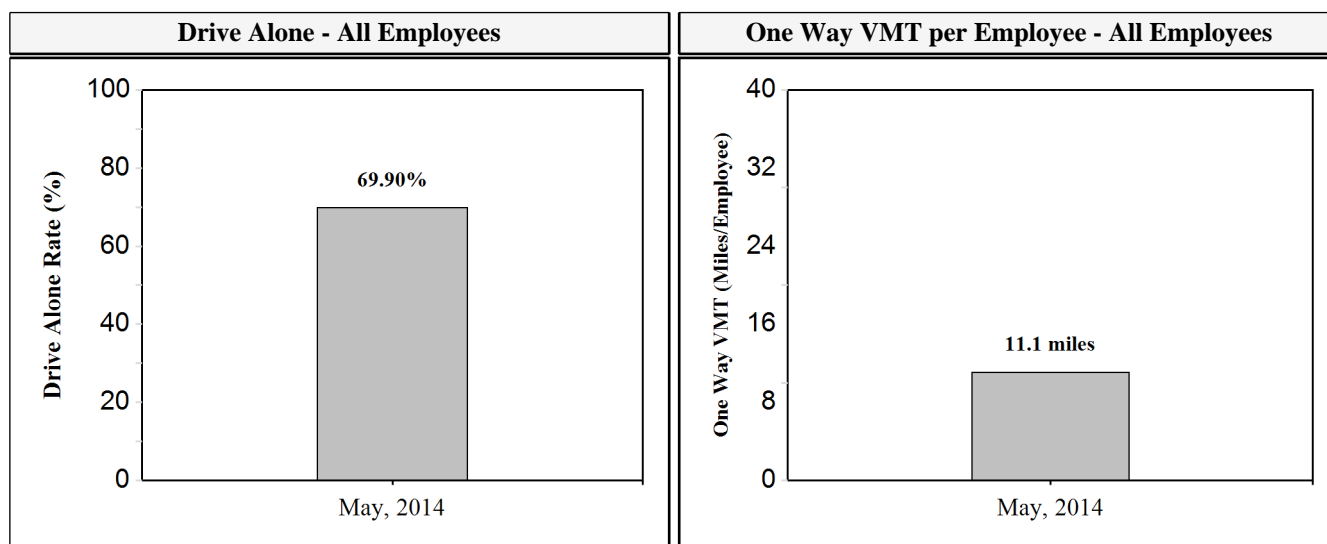 Drive Alone - All Employees
Drive Alone Rate (%)
100
80
60
40
20
0
69.90%
May, 2014
One Way VMT per Employee - All Employees
One Way VMT (Miles/Employee)
40
32
24
16
8
0
11.1 miles
May, 2014